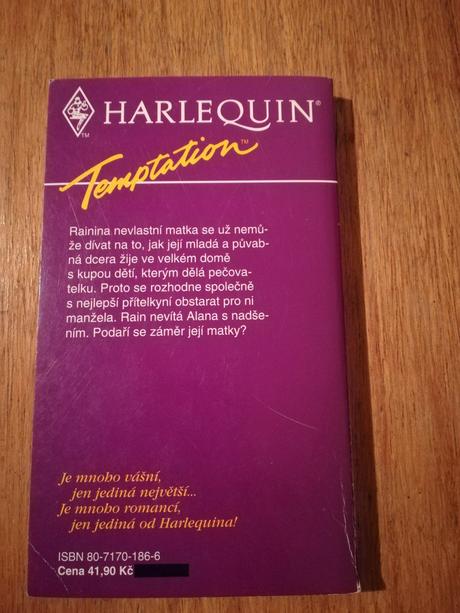 HARLEQUIN®
TM
Temptation™
Rainina nevlastní matka se už nemů-
že dívat na to, jak její mladá a půvab-
ná dcera žije ve velkém domě
s kupou dětí, kterým dělá pečova-
telku. Proto se rozhodne společně
s nejlepší přítelkyní obstarat pro ni
manžela. Rain nevítá Alana s nadše-
ním. Podaří se záměr její matky?
Je mnoho vášní,
jen jediná největší...
Je mnoho romancí,
jen jediná od Harlequina!
ISBN 80-7170-186-6
Cena 41,90 Kč